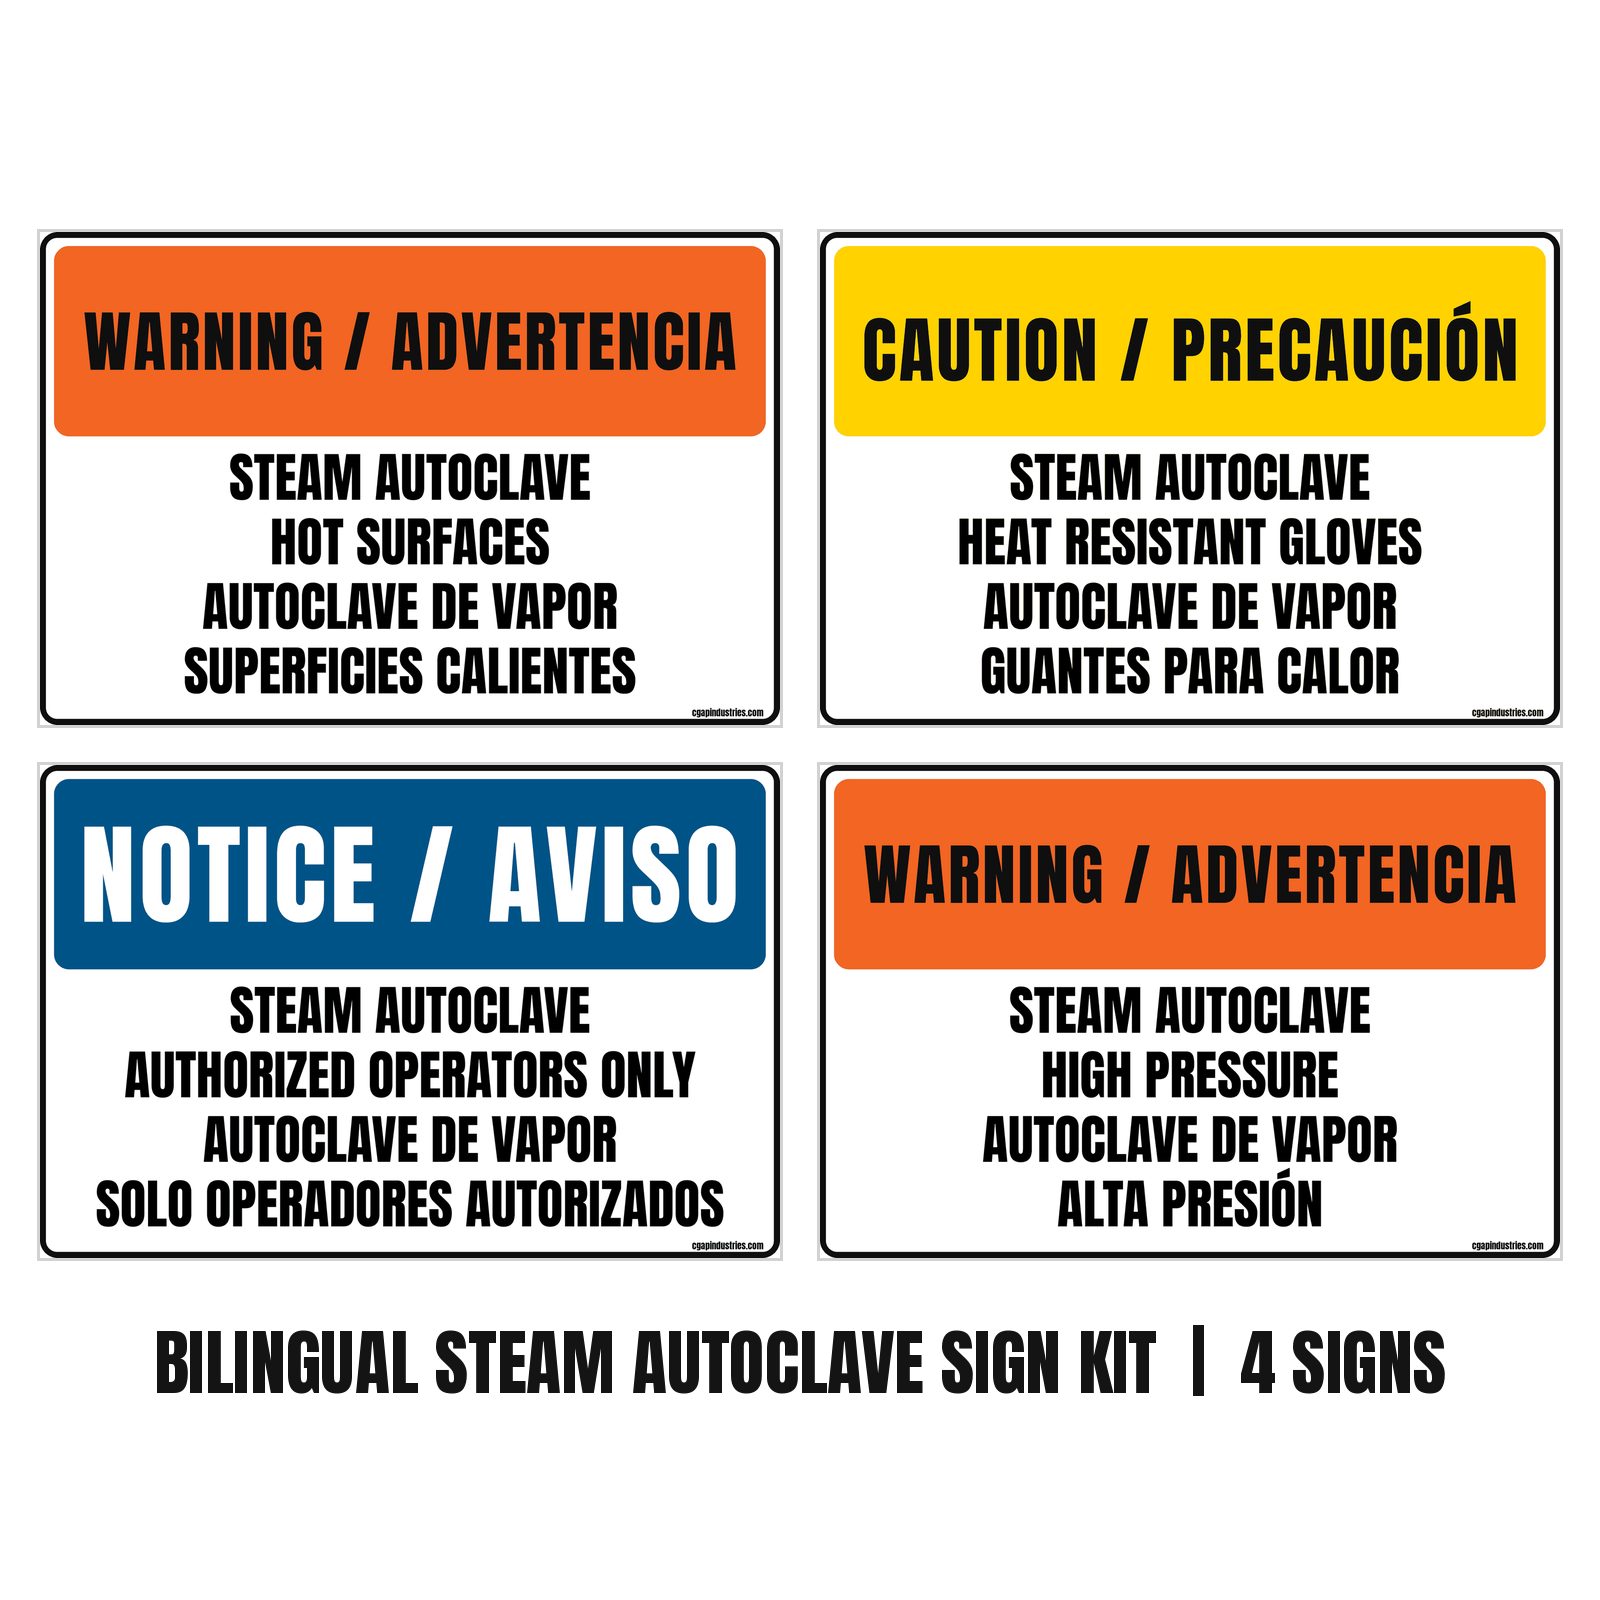 WARNING / ADVERTENCIA
STEAM AUTOCLAVE
HOT SURFACES
AUTOCLAVE DE VAPOR
SUPERFICIES CALIENTES
cgapindustries.com
CAUTION / PRECAUCIÓN
STEAM AUTOCLAVE
HEAT RESISTANT GLOVES
AUTOCLAVE DE VAPOR
GUANTES PARA CALOR
cgapindustries.com
NOTICE / AVISO
STEAM AUTOCLAVE
AUTHORIZED OPERATORS ONLY
AUTOCLAVE DE VAPOR
SOLO OPERADORES AUTORIZADOS
cgapindustries.com
WARNING / ADVERTENCIA
STEAM AUTOCLAVE
HIGH PRESSURE
AUTOCLAVE DE VAPOR
ALTA PRESIÓN
cgapindustries.com
BILINGUAL STEAM AUTOCLAVE SIGN KIT | 4 SIGNS